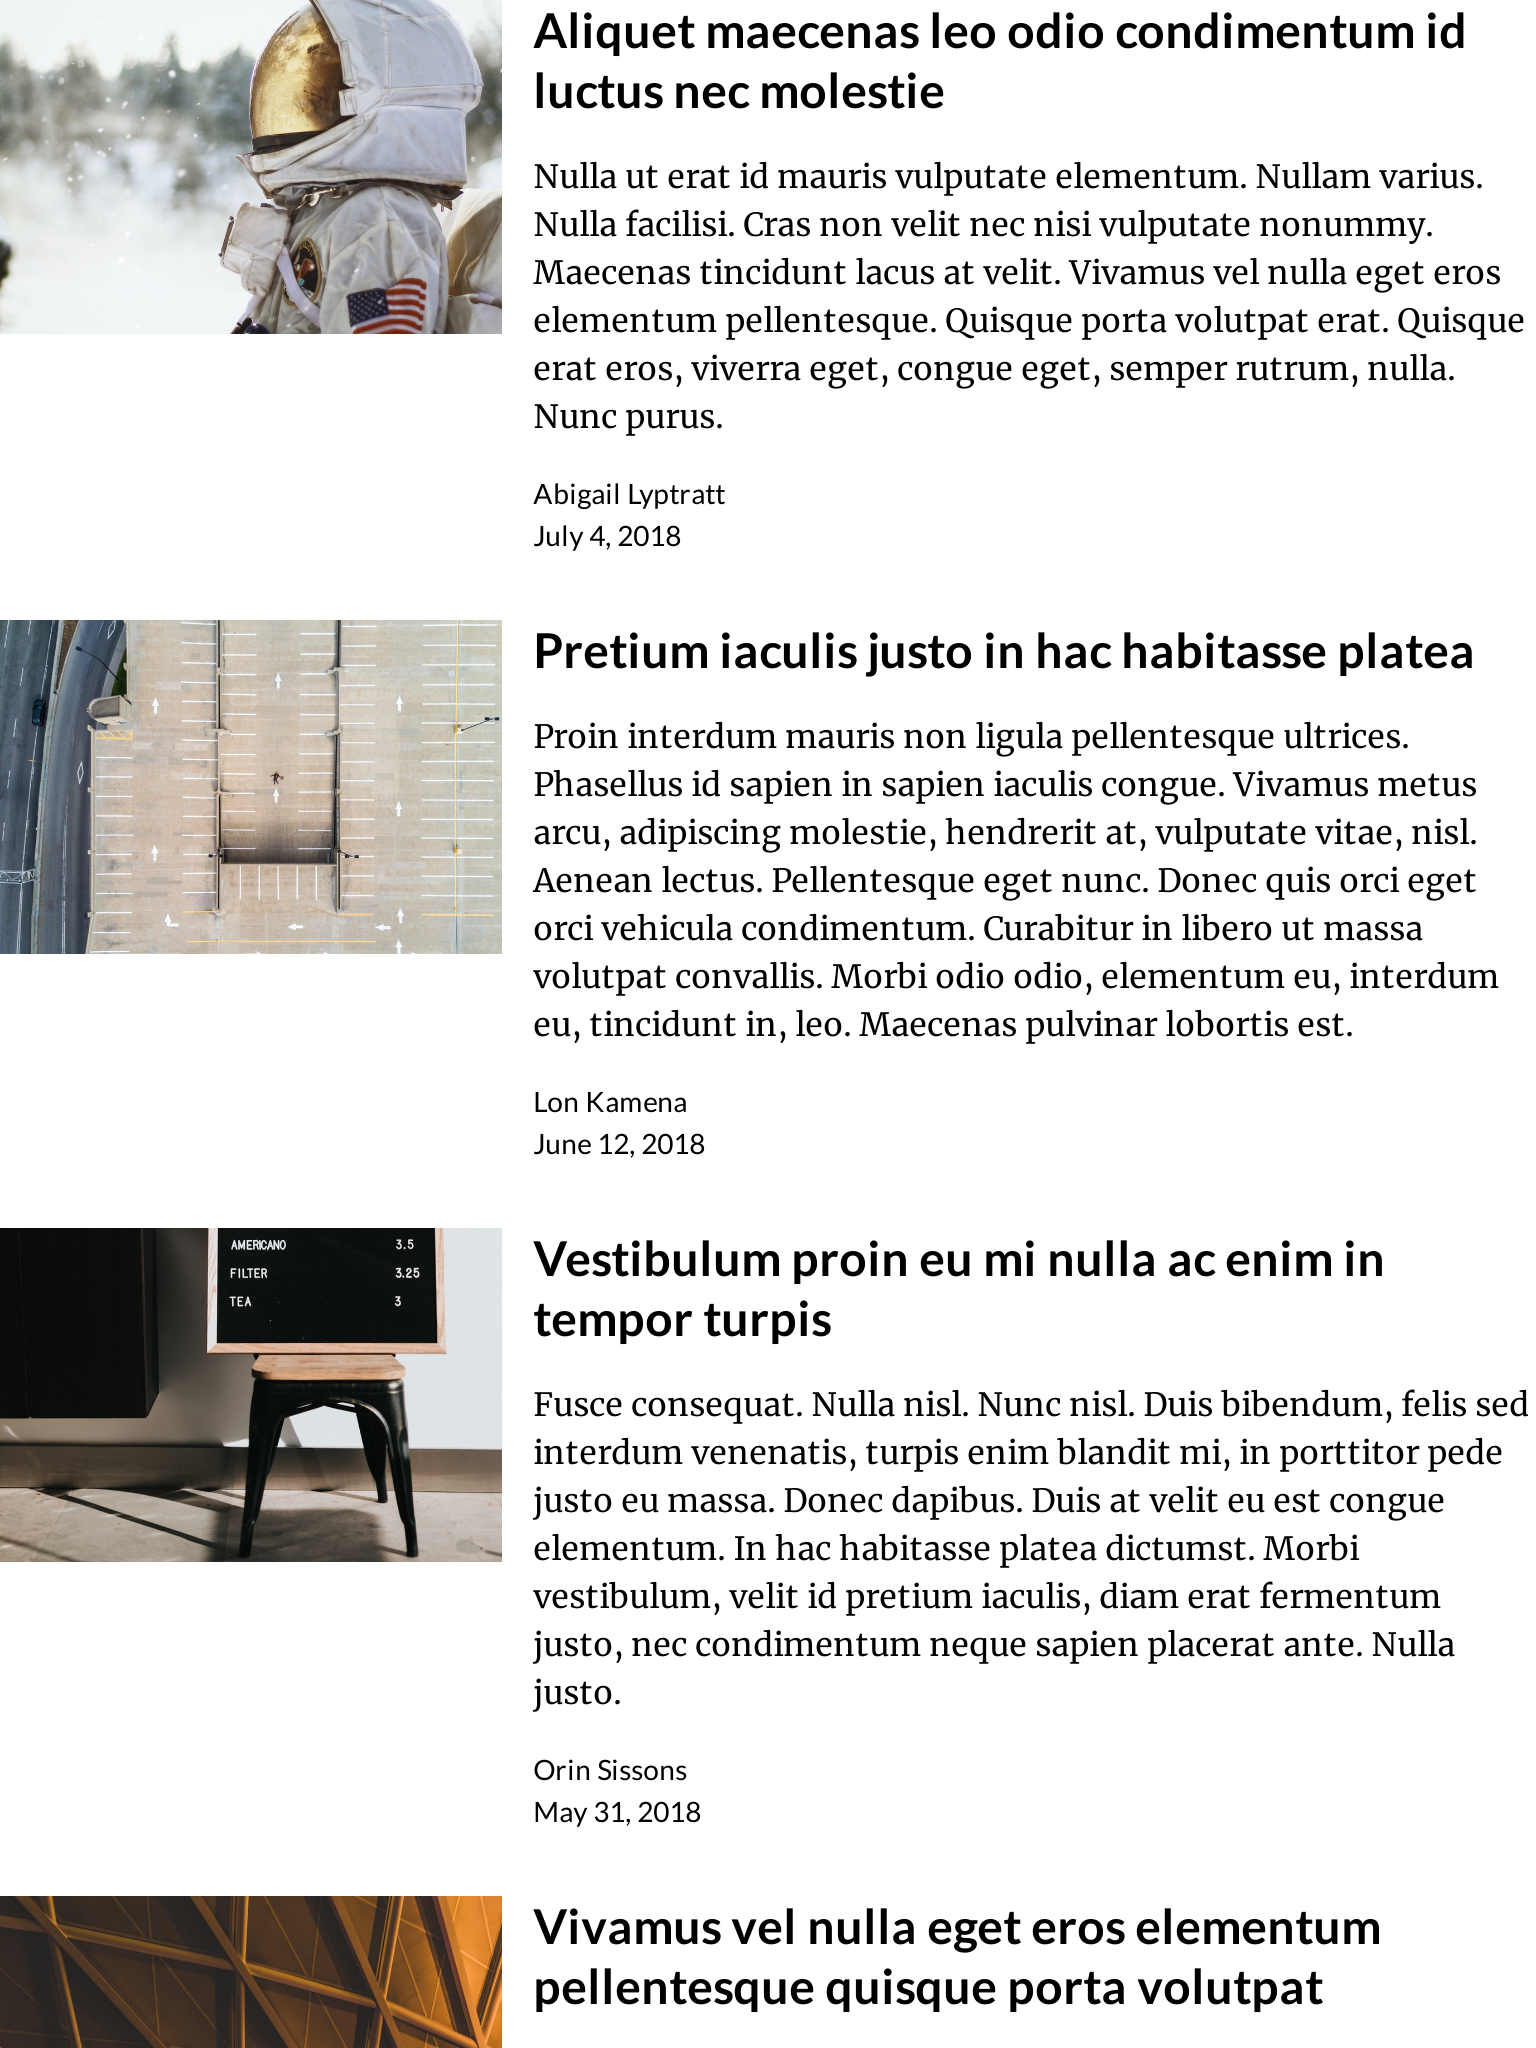 Aliquet maecenas leo odio condimentum id
luctus nec molestie
Nulla ut erat id mauris vulputate elementum. Nullam varius.
Nulla facilisi. Cras non velit nec nisi vulputate nonummy.
Maecenas tincidunt lacus at velit. Vivamus vel nulla eget eros
elementum pellentesque. Quisque porta volutpat erat. Quisque
erat eros, viverra eget, congue eget, semper rutrum, nulla.
Nunc purus.
Abigail Lyptratt
July 4, 2018
Pretium iaculis justo in hac habitasse platea
Proin interdum mauris non ligula pellentesque ultrices.
Phasellus id sapien in sapien iaculis congue. Vivamus metus
arcu, adipiscing molestie, hendrerit at, vulputate vitae, nisl.
Aenean lectus. Pellentesque eget nunc. Donec quis orci eget
orci vehicula condimentum. Curabitur in libero ut massa
volutpat convallis. Morbi odio odio, elementum eu, interdum
eu, tincidunt in, leo. Maecenas pulvinar lobortis est.
Lon Kamena
June 12, 2018
AMERICANO 3.5
FILTER 3.25
TEA 3
Vestibulum proin eu mi nulla ac enim in
tempor turpis
Fusce consequat. Nulla nisl. Nunc nisl. Duis bibendum, felis sed
interdum venenatis, turpis enim blandit mi, in porttitor pede
justo eu massa. Donec dapibus. Duis at velit eu est congue
elementum. In hac habitasse platea dictumst. Morbi
vestibulum, velit id pretium iaculis, diam erat fermentum
justo, nec condimentum neque sapien placerat ante. Nulla
justo.
Orin Sissons
May 31, 2018
Vivamus vel nulla eget eros elementum
pellentesque quisque porta volutpat